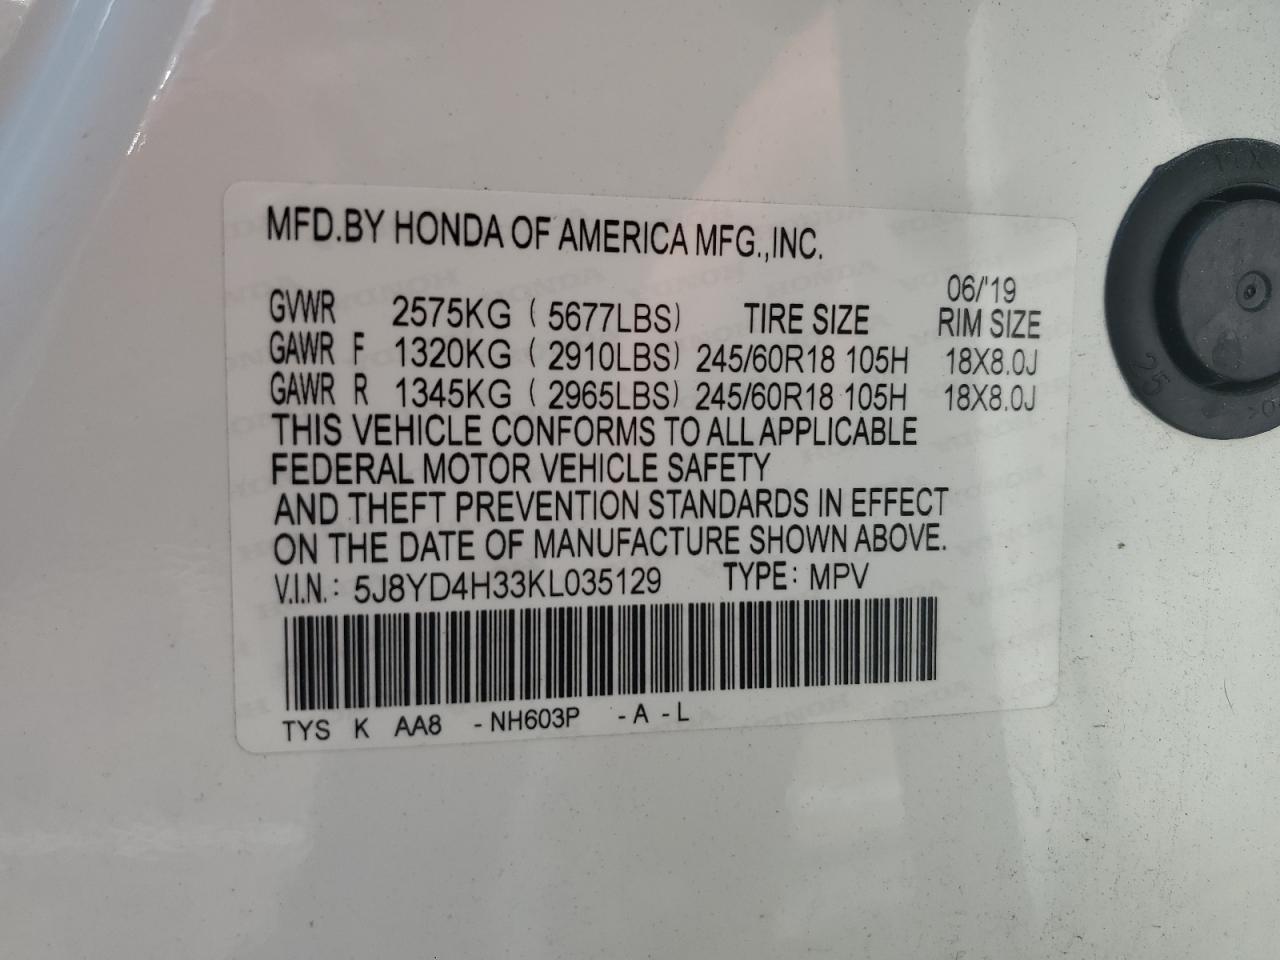 MFD.BY HONDA OF AMERICA MFG.,INC.
06/'19
GVWR 2575KG ( 5677LBS) TIRE SIZE RIM SIZE
GAWR F 1320KG ( 2910LBS) 245/60R18 105H 18X8.0J
GAWR R 1345KG ( 2965LBS) 245/60R18 105H 18X8.0J
THIS VEHICLE CONFORMS TO ALL APPLICABLE
FEDERAL MOTOR VEHICLE SAFETY
AND THEFT PREVENTION STANDARDS IN EFFECT
ON THE DATE OF MANUFACTURE SHOWN ABOVE.
V.I.N.: 5J8YD4H33KL035129 TYPE: MPV
TYS K AA8 -NH603P -A -L
25